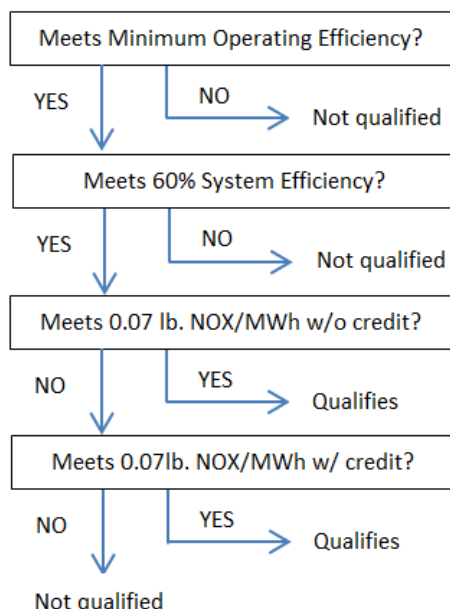 Meets Minimum Operating Efficiency?
YES
NO
Not qualified
Meets 60% System Efficiency?
YES
NO
Not qualified
Meets 0.07 lb. NOX/MWh w/o credit?
NO
YES
Qualifies
Meets 0.07lb. NOX/MWh w/ credit?
NO
YES
Qualifies
Not qualified